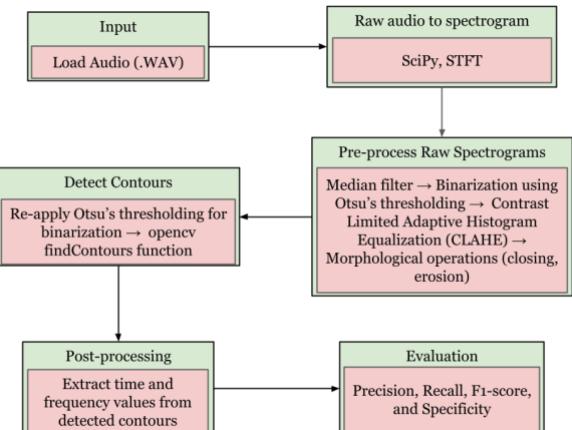 Input
Load Audio (.WAV)
Raw audio to spectrogram
SciPy, STFT
Pre-process Raw Spectrograms
Median filter → Binarization using
Otsu's thresholding → Contrast
Limited Adaptive Histogram
Equalization (CLAHE) →
Morphological operations (closing,
erosion)
Detect Contours
Re-apply Otsu's thresholding for
binarization → opencv
findContours function
Post-processing
Extract time and
frequency values from
detected contours
Evaluation
Precision, Recall, F1-score,
and Specificity